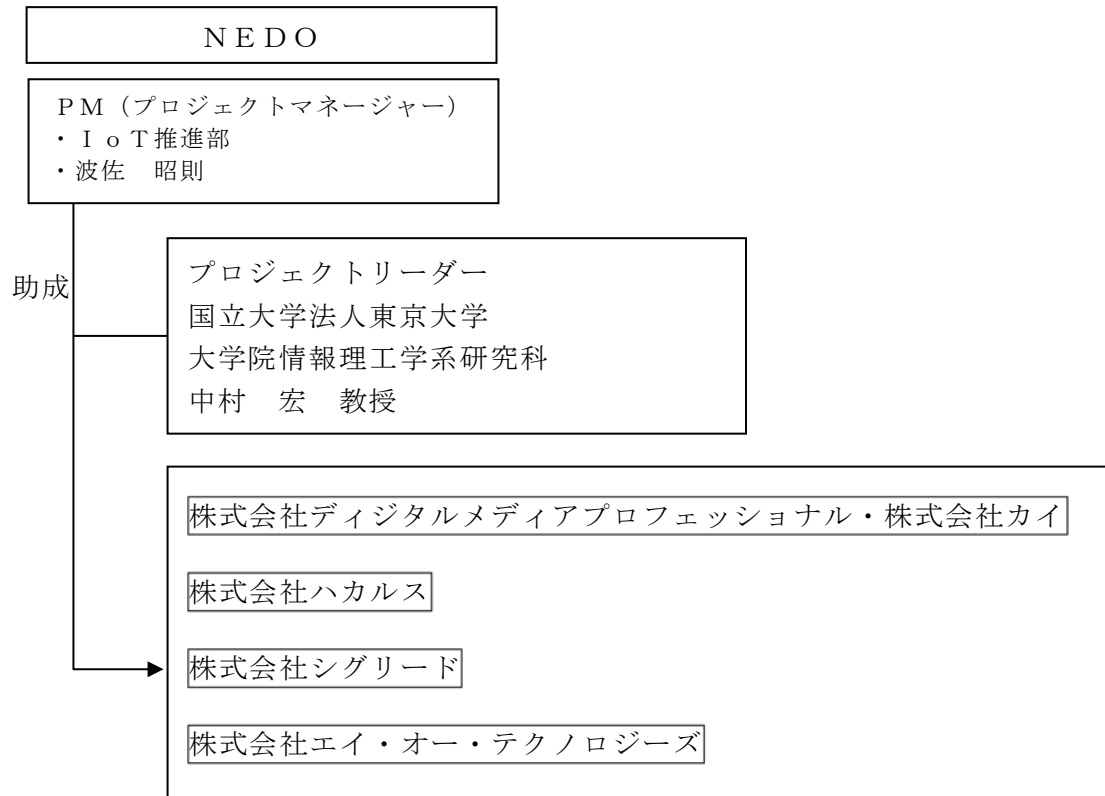 ＮＥＤＯ
ＰＭ（プロジェクトマネージャー）
・ＩｏＴ推進部
・波佐　昭則
助成
プロジェクトリーダー
国立大学法人東京大学
大学院情報理工学系研究科
中村　宏　教授
株式会社ディジタルメディアプロフェッショナル・株式会社カイ
株式会社ハカルス
株式会社シグリード
株式会社エイ・オー・テクノロジーズ